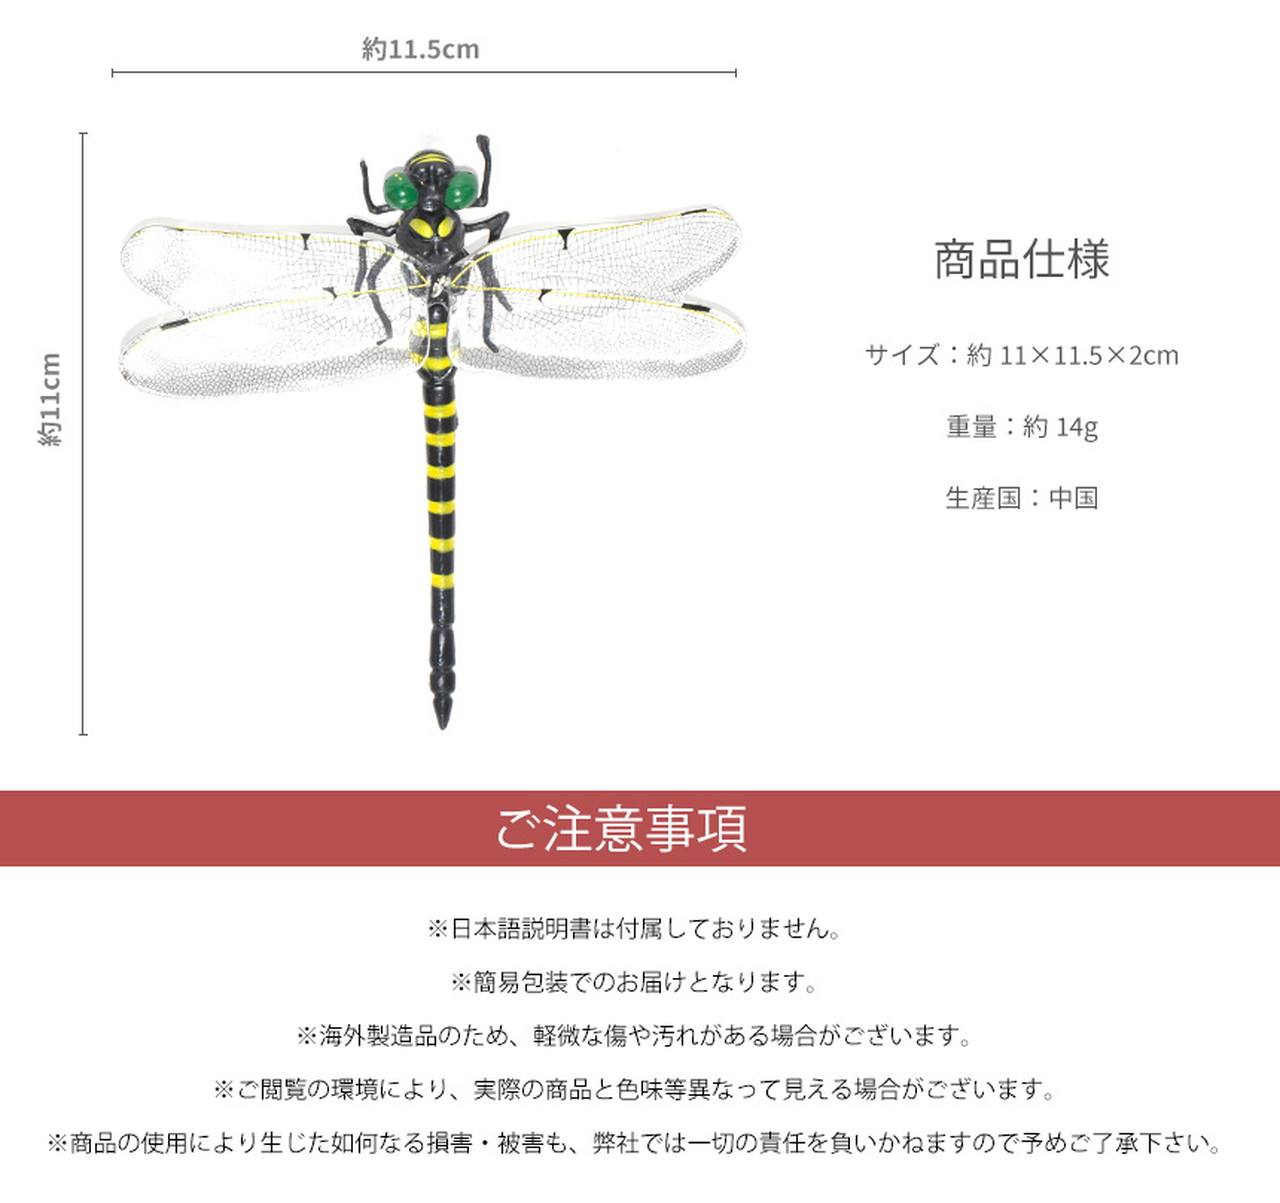 約11.5cm
約11cm
商品仕様
サイズ：約 11×11.5×2cm
重量：約 14g
生産国：中国
ご注意事項
※日本語説明書は付属しておりません。
※簡易包装でのお届けとなります。
※海外製造品のため、軽微な傷や汚れがある場合がございます。
※ご閲覧の環境により、実際の商品と色味等異なって見える場合がございます。
※商品の使用により生じた如何なる損害・被害も、弊社では一切の責任を負いかねますので予めご了承下さい。